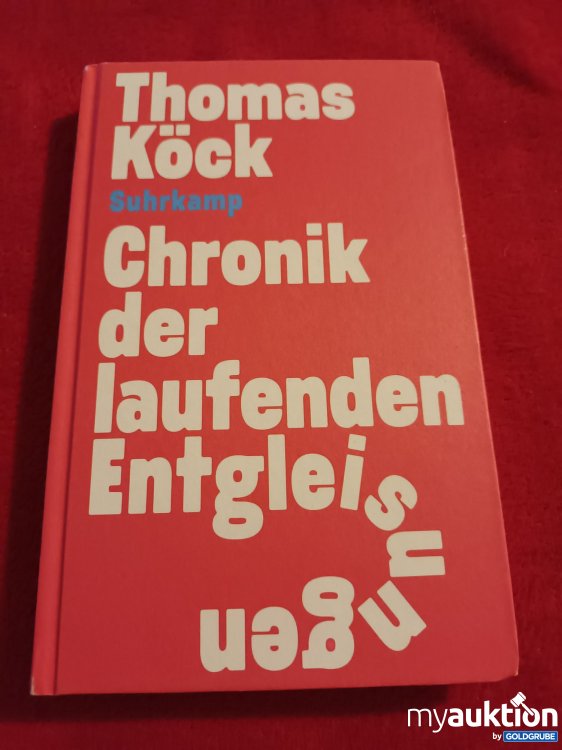 Thomas
Köck
Suhrkamp
Chronik
der
laufenden
Entgleisungen
myauktion
by GOLDGRUBE